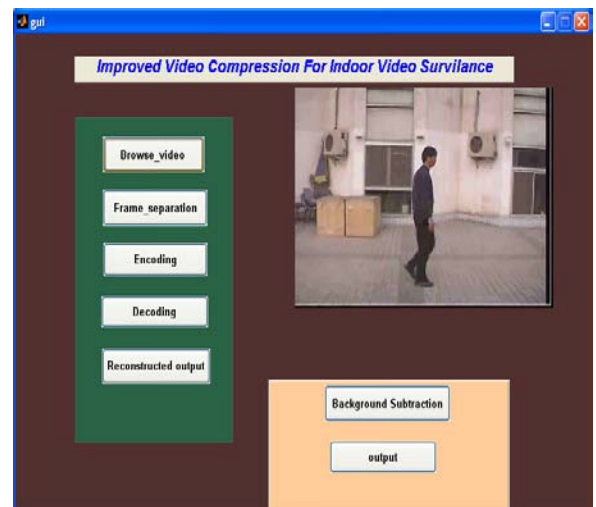 gui
Improved Video Compression For Indoor Video Survilance
Browse_video
Frame_separation
Encoding
Decoding
Reconstructed output
Background Subtraction
output